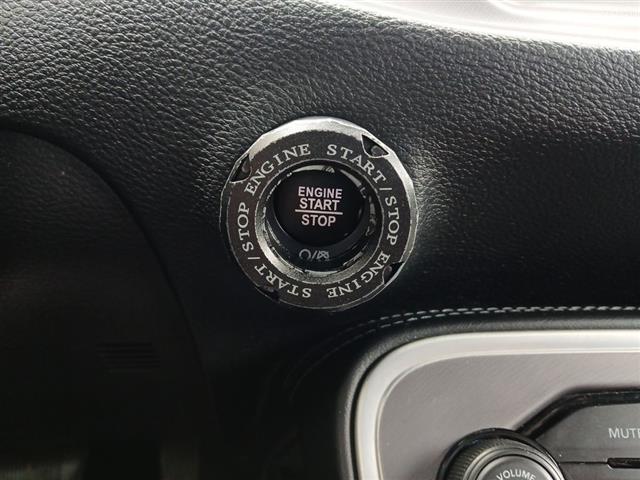 ENGINE START/STOP ENGINE START/STOP
ENGINE
START
STOP
MUTE
VOLUME